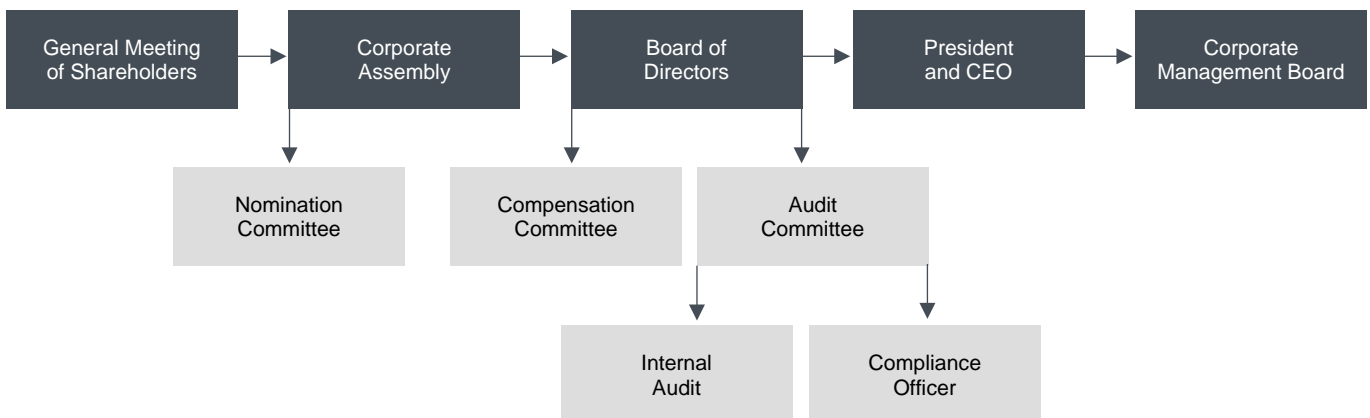 General Meeting
of Shareholders
Corporate
Assembly
Board of
Directors
President
and CEO
Corporate
Management Board
Nomination
Committee
Compensation
Committee
Audit
Committee
Internal
Audit
Compliance
Officer